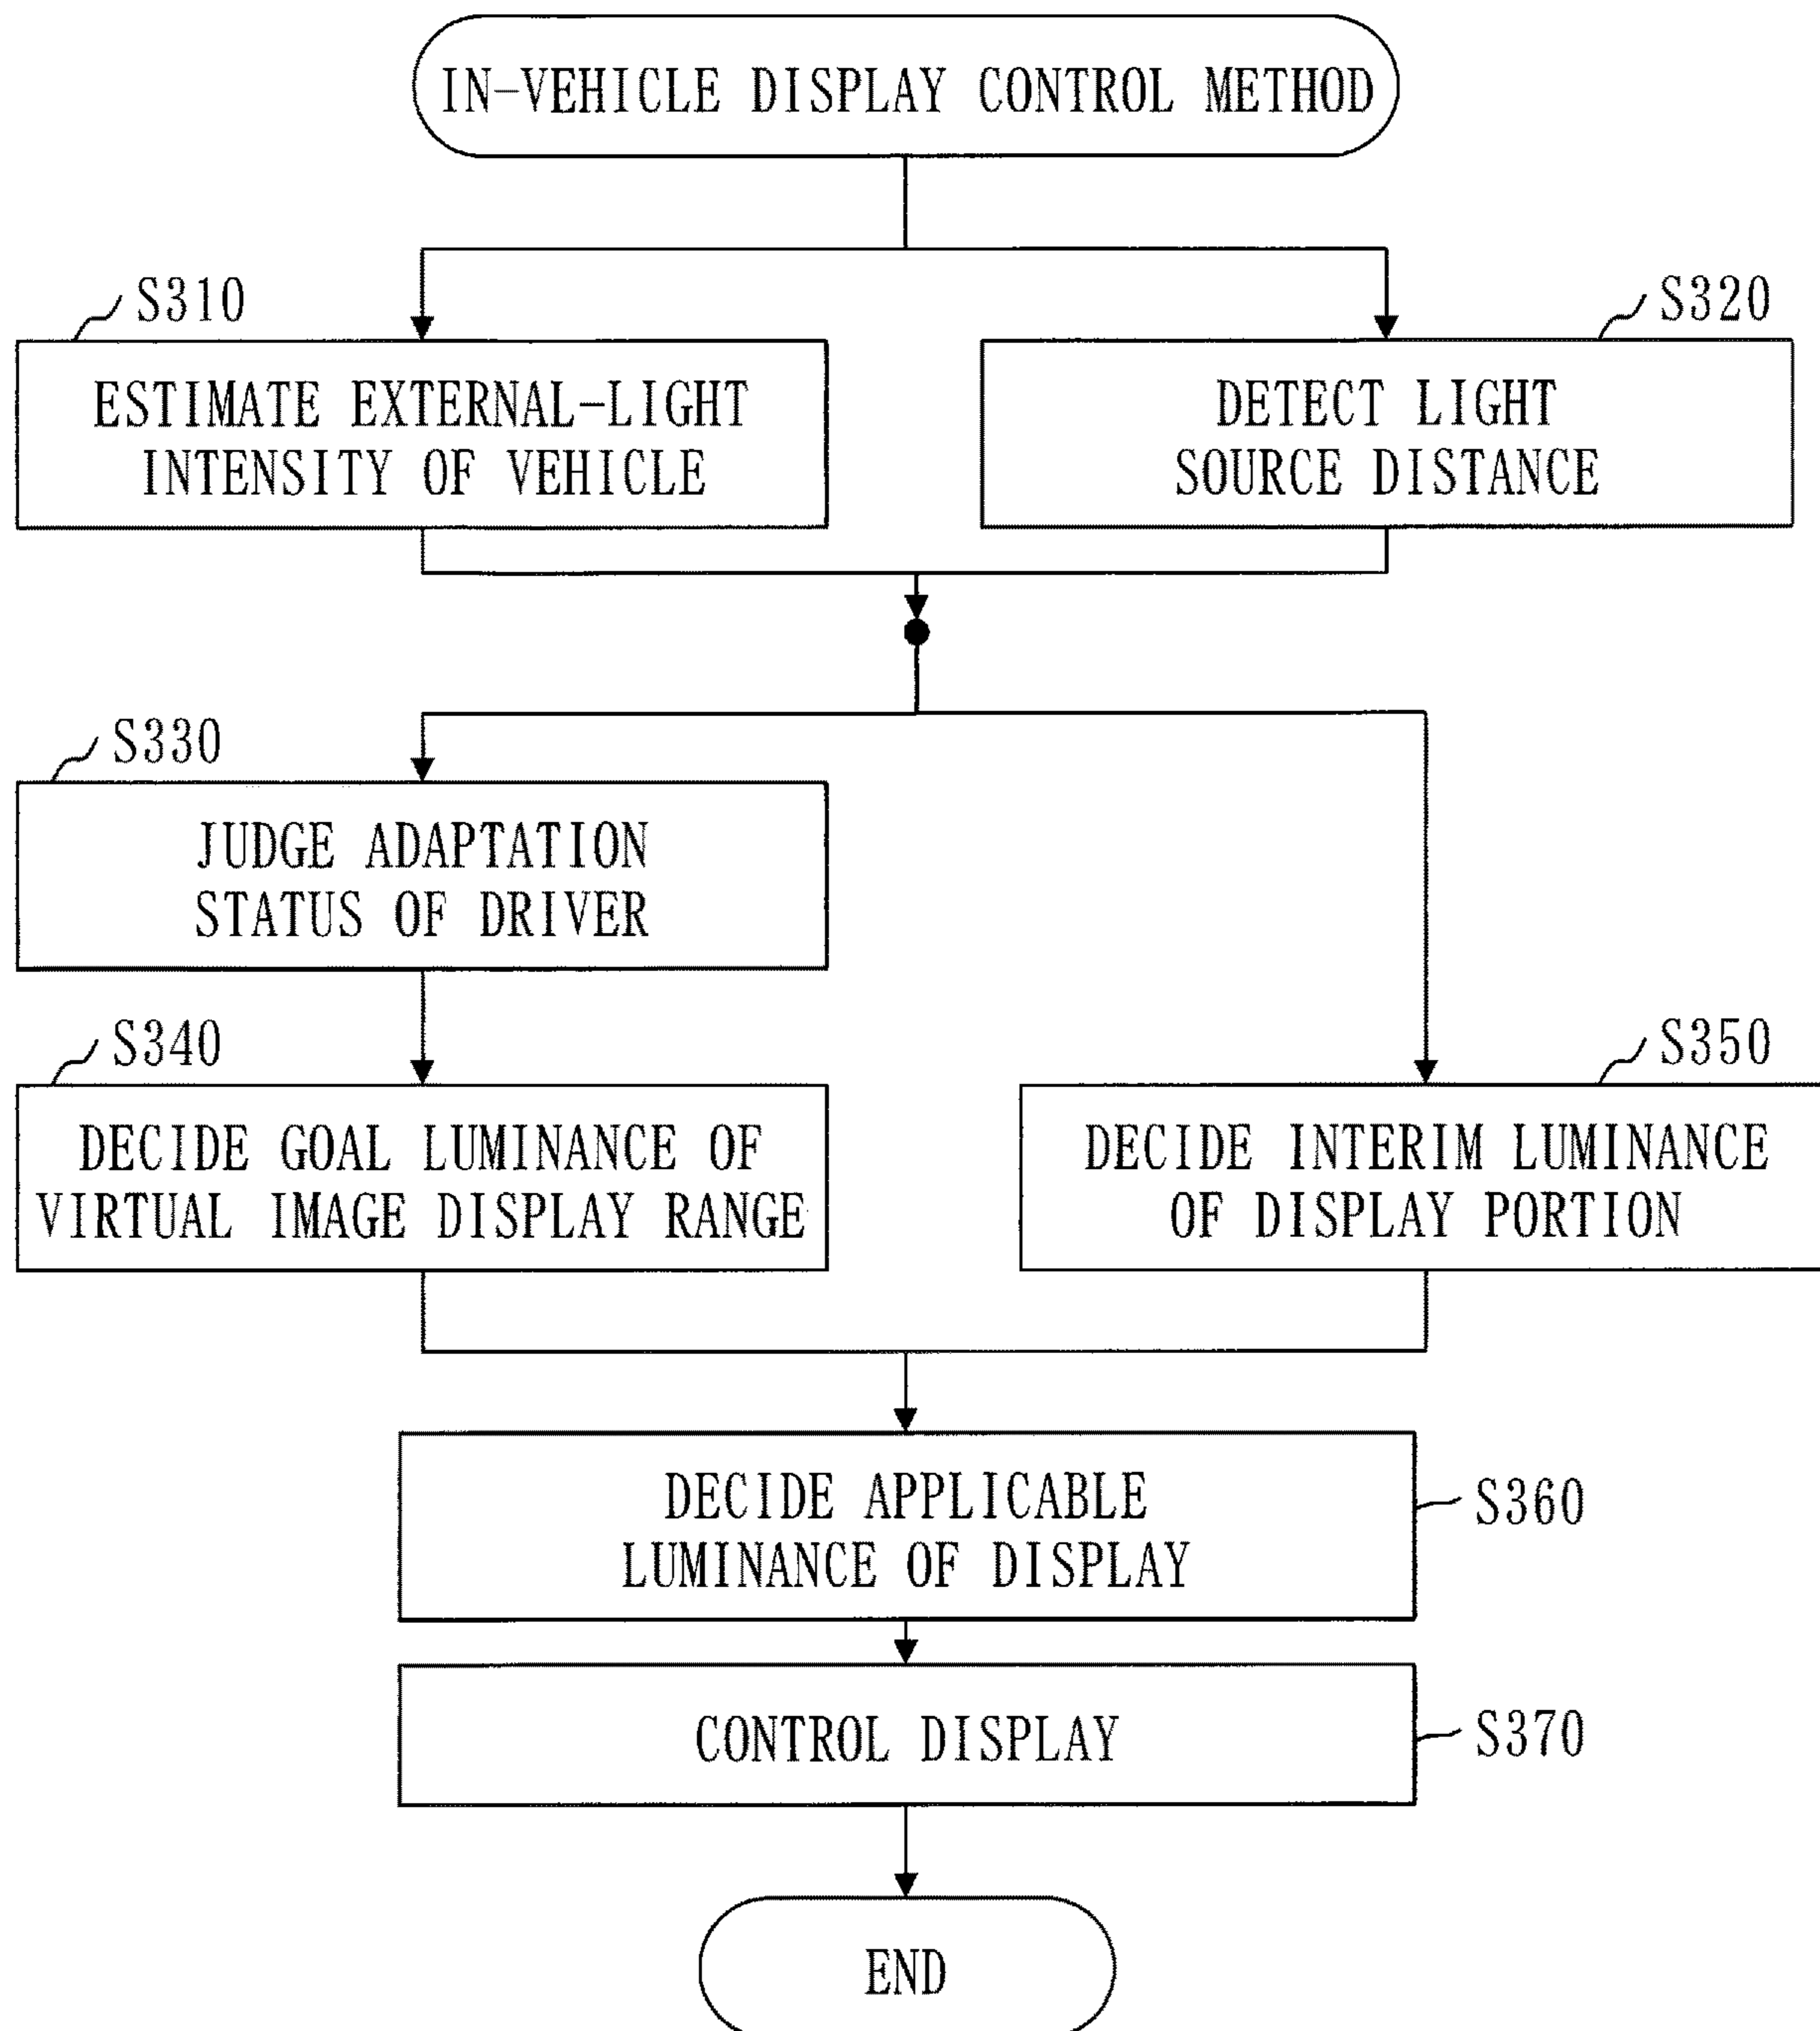 IN-VEHICLE DISPLAY CONTROL METHOD
S310
S320
ESTIMATE EXTERNAL-LIGHT
INTENSITY OF VEHICLE
DETECT LIGHT
SOURCE DISTANCE
S330
JUDGE ADAPTATION
STATUS OF DRIVER
S340
S350
DECIDE GOAL LUMINANCE OF
VIRTUAL IMAGE DISPLAY RANGE
DECIDE INTERIM LUMINANCE
OF DISPLAY PORTION
DECIDE APPLICABLE
LUMINANCE OF DISPLAY
S360
CONTROL DISPLAY
S370
END